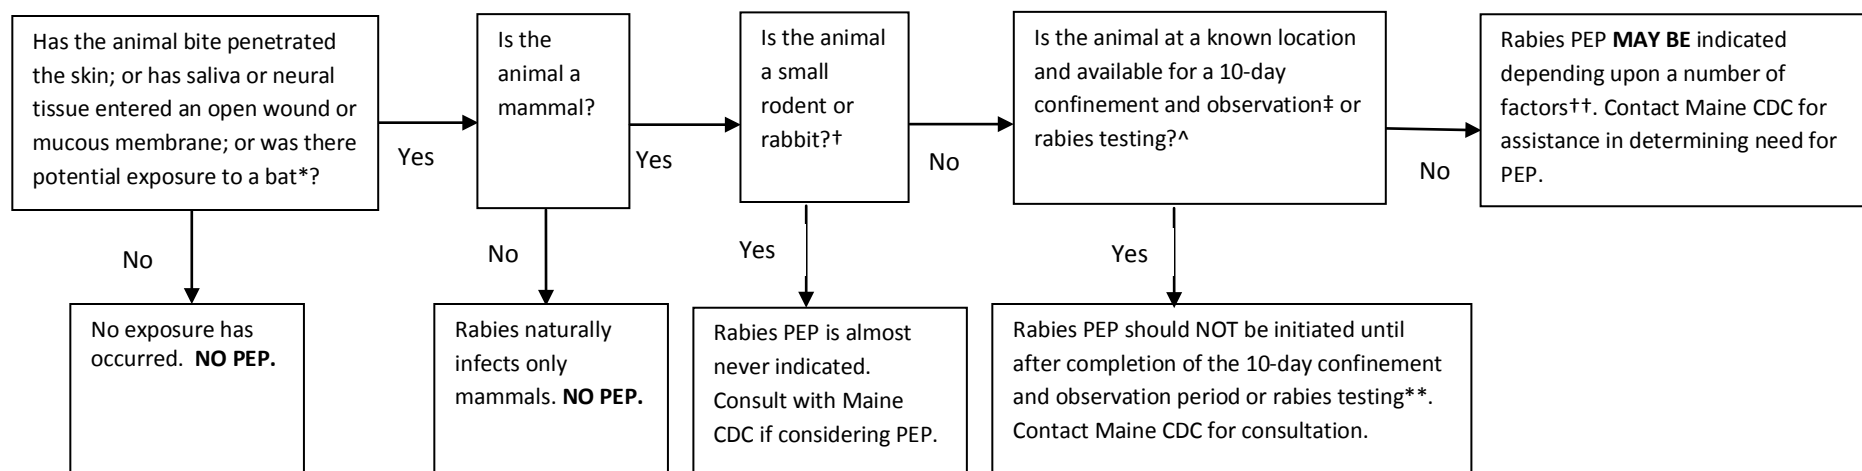 Has the animal bite penetrated
the skin; or has saliva or neural
tissue entered an open wound or
mucous membrane; or was there
potential exposure to a bat*?
Yes
No
Is the
animal a
mammal?
Yes
No
Is the animal
a small
rodent or
rabbit?†
No
Yes
Is the animal at a known location
and available for a 10-day
confinement and observation‡ or
rabies testing?^
No
Yes
Rabies PEP MAY BE indicated
depending upon a number of
factors††. Contact Maine CDC for
assistance in determining need for
PEP.
No exposure has
occurred. NO PEP.
Rabies naturally
infects only
mammals. NO PEP.
Rabies PEP is almost
never indicated.
Consult with Maine
CDC if considering PEP.
Rabies PEP should NOT be initiated until
after completion of the 10-day confinement
and observation period or rabies testing**.
Contact Maine CDC for consultation.